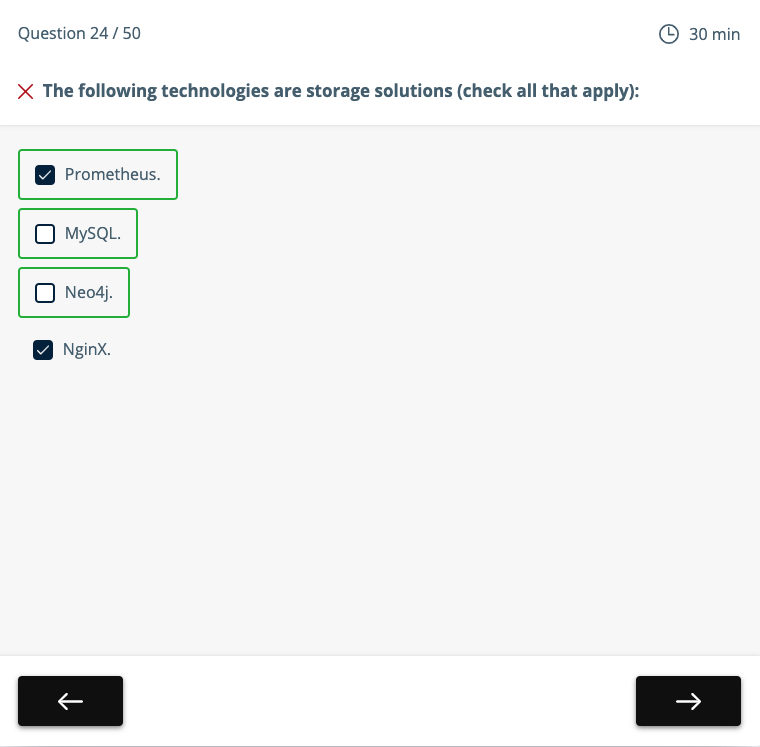 Question 24 / 50
30 min
The following technologies are storage solutions (check all that apply):
Prometheus.
MySQL.
Neo4j.
NginX.